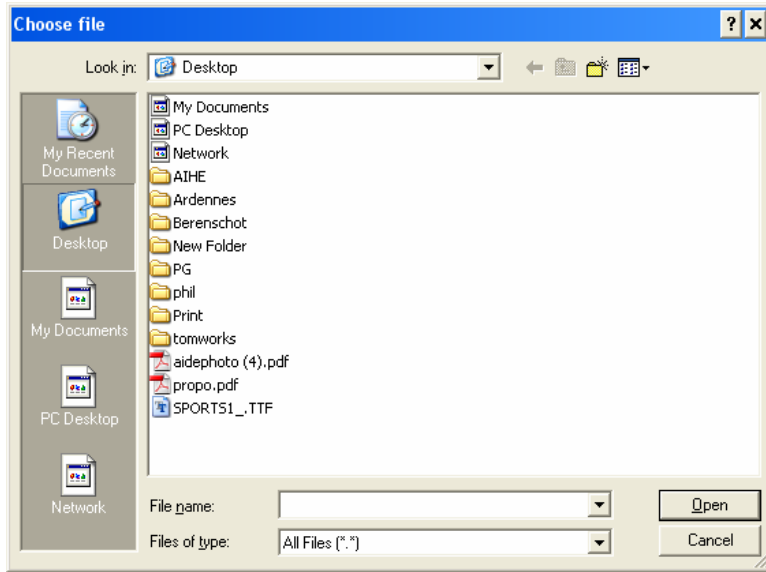 Choose file
Look in: Desktop
My Recent
Documents
Desktop
My Documents
PC Desktop
Network
My Documents
PC Desktop
Network
AIHE
Ardennes
Berenschot
New Folder
PG
phil
Print
tomworks
aidephoto (4).pdf
propo.pdf
SPORTS1_.TTF
File name: Open
Files of type: All Files (*.*) Cancel